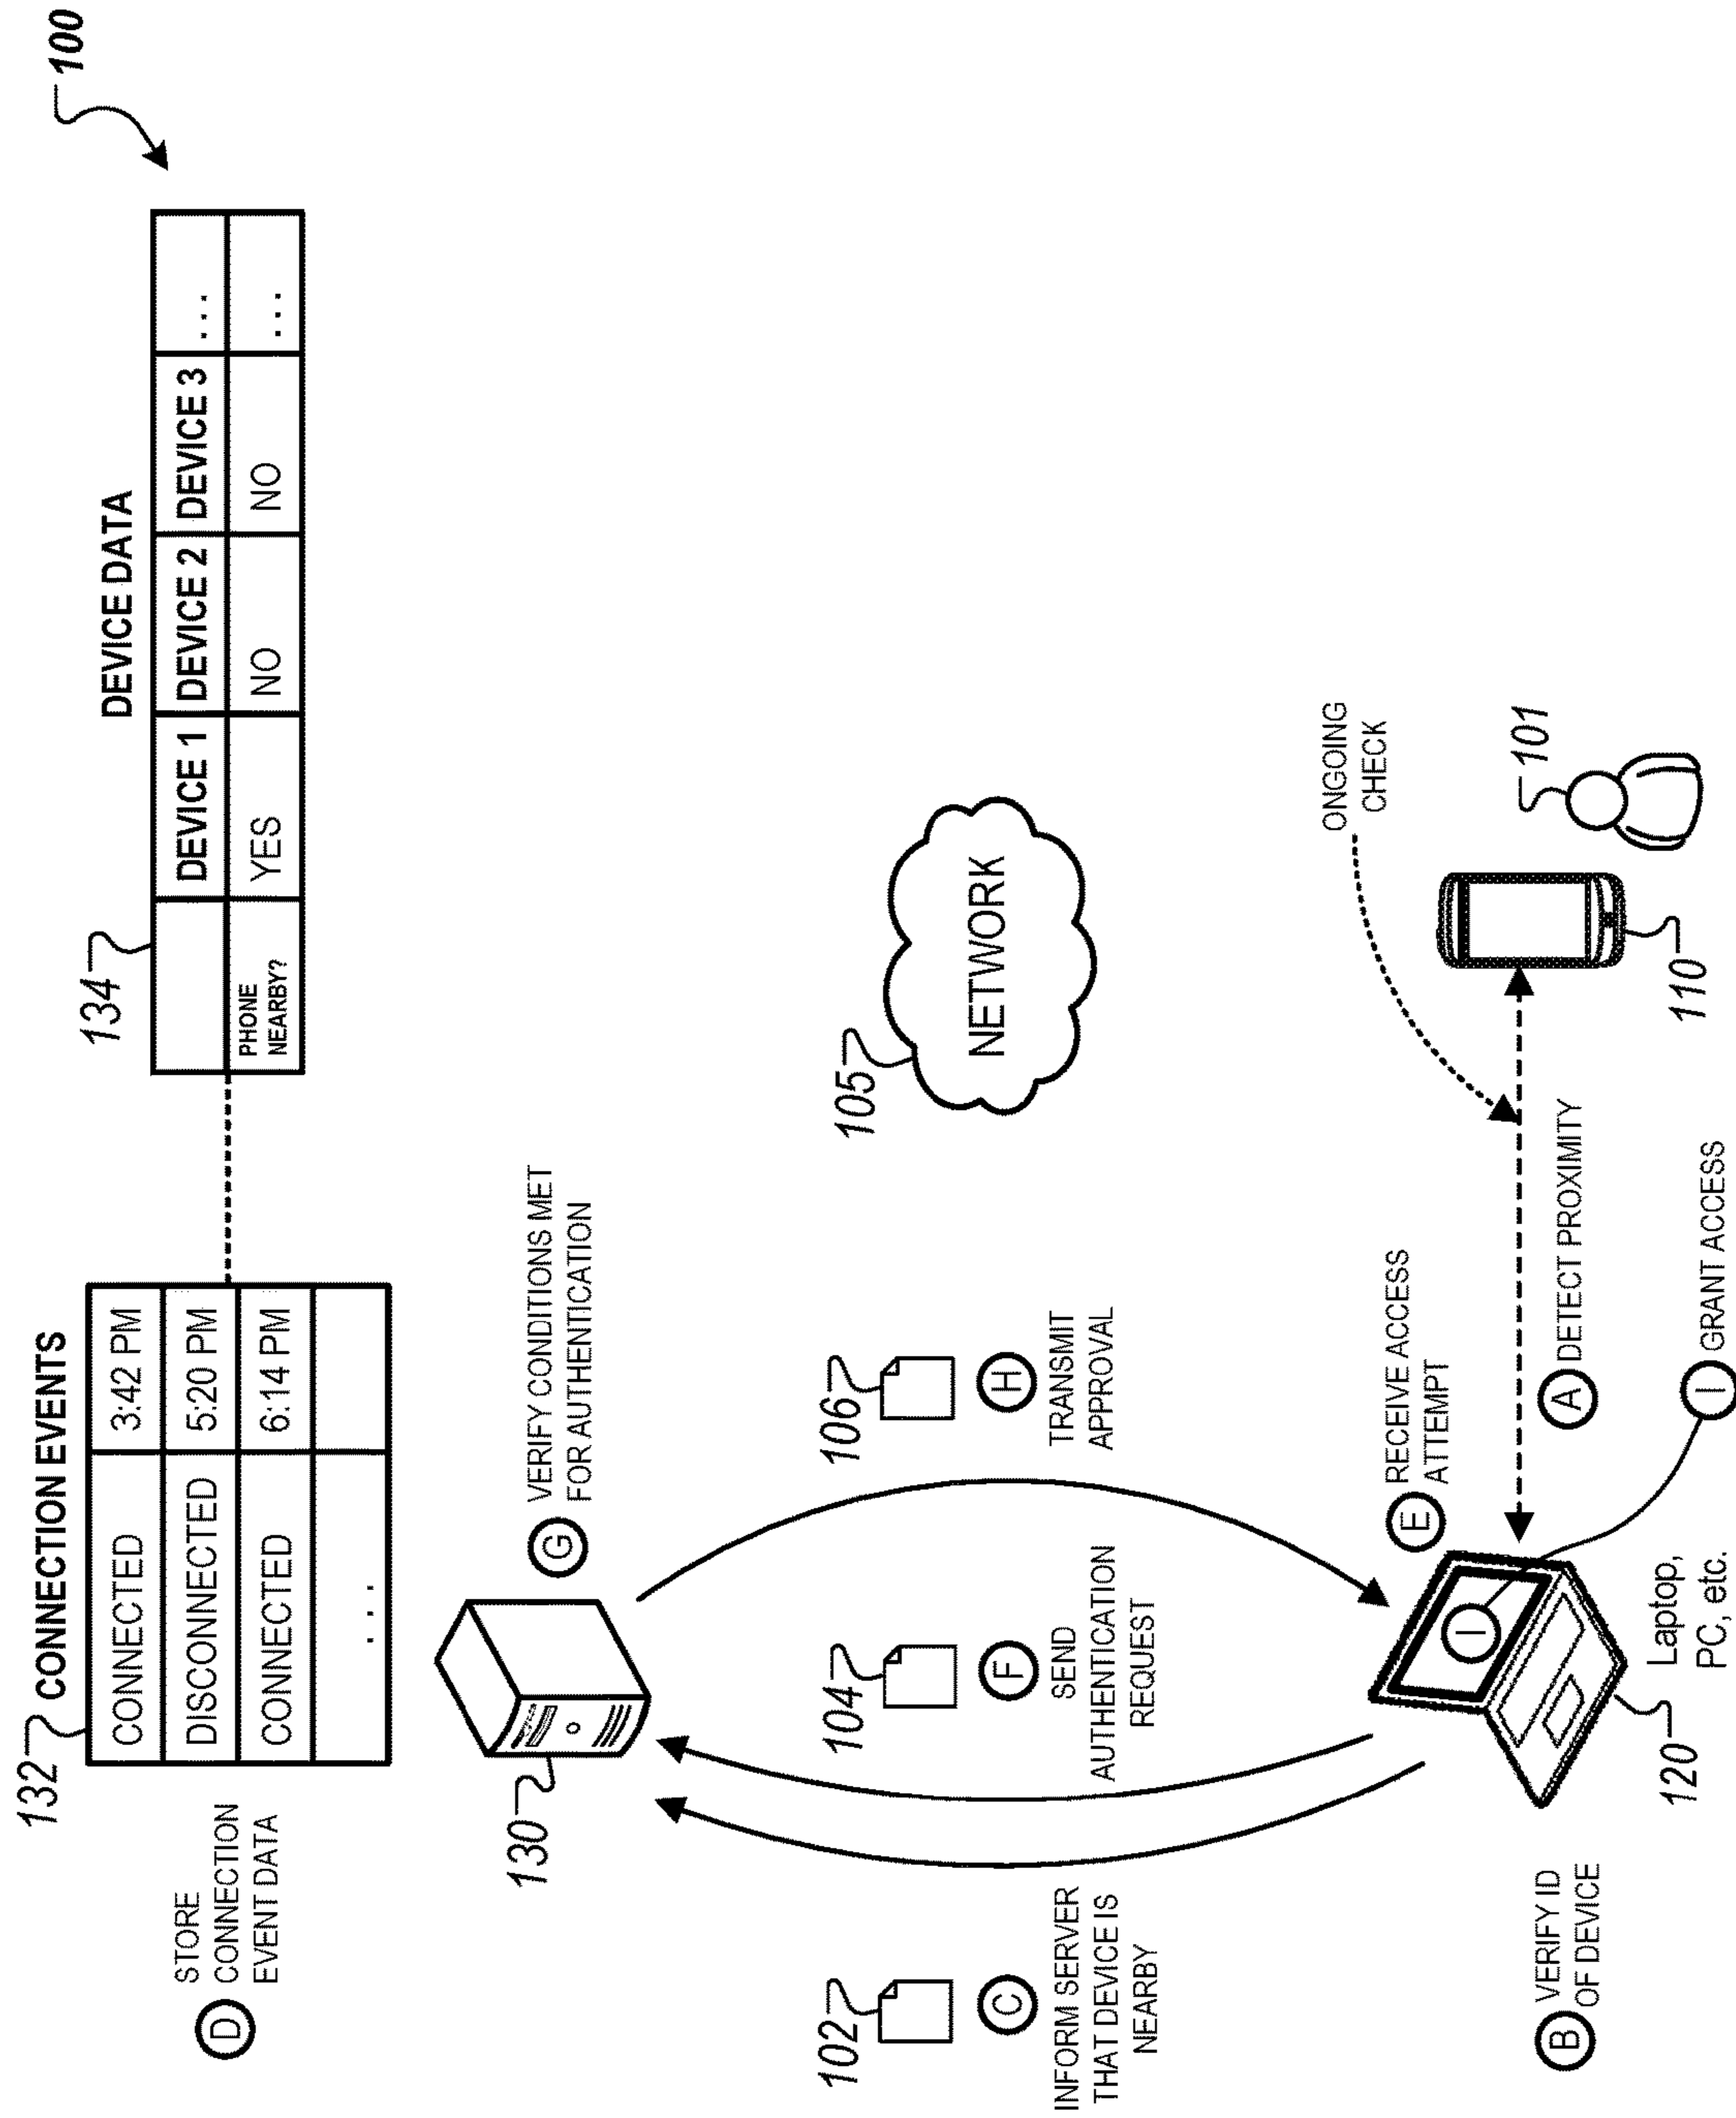 100
132
CONNECTION EVENTS
CONNECTED 3:42 PM
DISCONNECTED 5:20 PM
CONNECTED 6:14 PM
...
134
DEVICE DATA
DEVICE 1 DEVICE 2 DEVICE 3 ...
PHONE
NEARBY?
YES NO NO ...
D
STORE
CONNECTION
EVENT DATA
130
G
VERIFY CONDITIONS MET
FOR AUTHENTICATION
102
C
INFORM SERVER
THAT DEVICE IS
NEARBY
104
F
SEND
AUTHENTICATION
REQUEST
106
H
TRANSMIT
APPROVAL
105
NETWORK
B
VERIFY ID
OF DEVICE
E
RECEIVE ACCESS
ATTEMPT
I
120
Laptop,
PC, etc.
A
DETECT PROXIMITY
I
GRANT ACCESS
ONGOING
CHECK
110
101